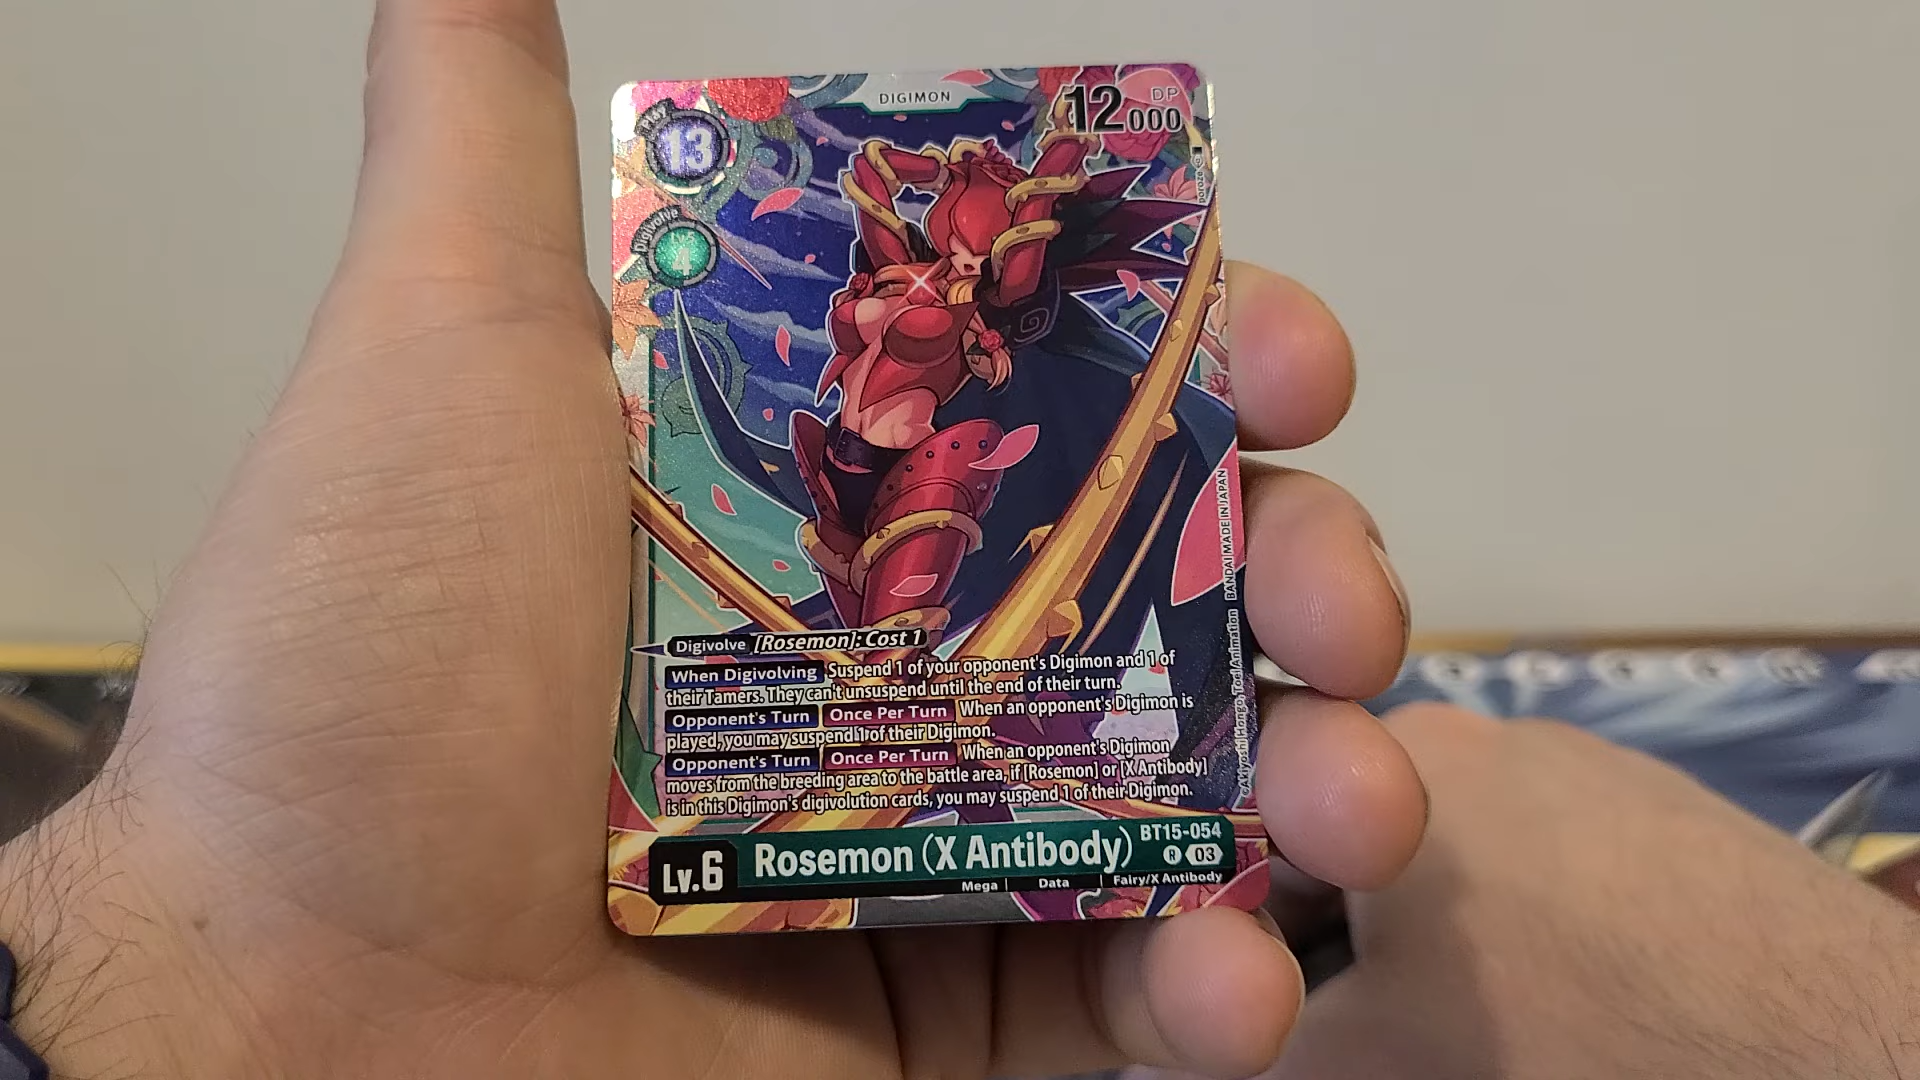 DIGIMON
Play
13
DP
12000
Digivolve
Lv.5
4
Digivolve [Rosemon]: Cost 1
When Digivolving Suspend 1 of your opponent's Digimon and 1 of
their Tamers. They can't unsuspend until the end of their turn.
Opponent's Turn Once Per Turn When an opponent's Digimon is
played, you may suspend 1 of their Digimon.
Opponent's Turn Once Per Turn When an opponent's Digimon
moves from the breeding area to the battle area, if [Rosemon] or [X Antibody]
is in this Digimon's digivolution cards, you may suspend 1 of their Digimon.
©Akiyoshi Hongo, Toei Animation BANDAI MADE IN JAPAN
Lv.6
Rosemon (X Antibody)
BT15-054
R 03
Mega | Data | Fairy/X Antibody